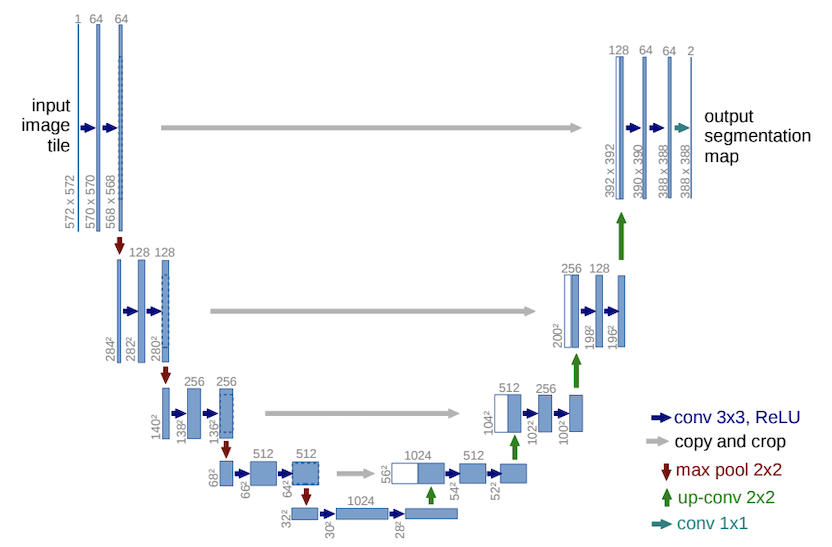 1 64 64
128 64 64 2
input
image
tile
output
segmentation
map
572 x 572
570 x 570
568 x 568
392 x 392
390 x 390
388 x 388
388 x 388
128 128
256 128
284²
282²
280²
200²
198²
196²
256 256
512 256
140²
138²
136²
104²
102²
100²
512 512
1024 512
68²
66²
64²
56²
54²
52²
1024
32²
30²
28²
conv 3x3, ReLU
copy and crop
max pool 2x2
up-conv 2x2
conv 1x1